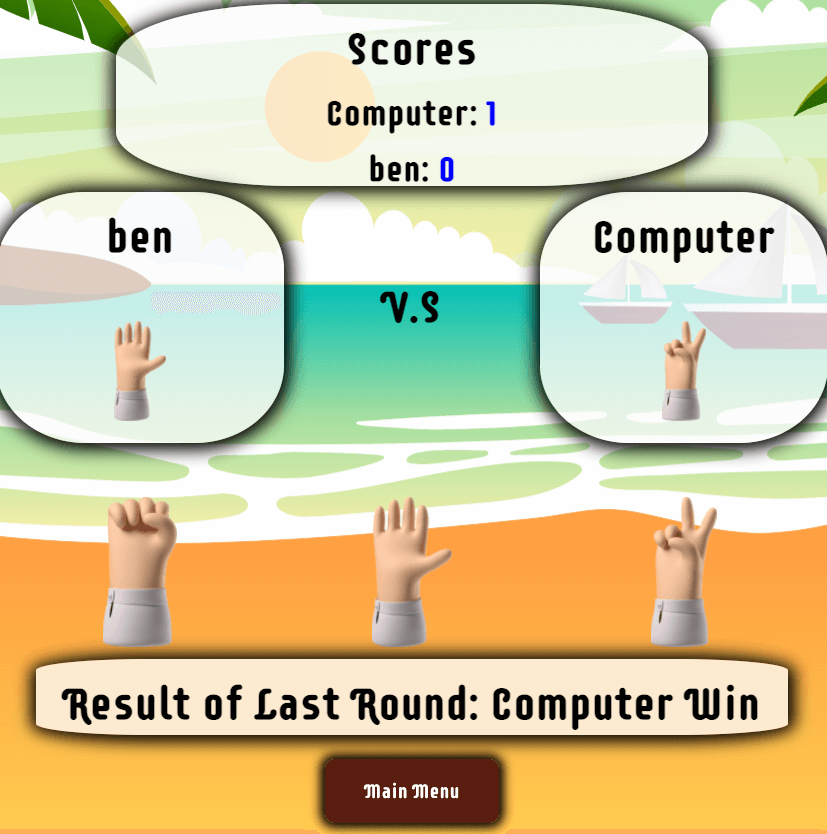 Scores
Computer: 1
ben: 0
ben
Computer
V.S
Result of Last Round: Computer Win
Main Menu